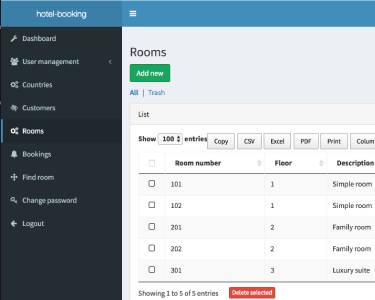 hotel-booking
Dashboard
User management
Countries
Customers
Rooms
Bookings
Find room
Change password
Logout
Rooms
Add new
All | Trash
List
Show 100 entries Copy CSV Excel PDF Print Colum
Room number Floor Description
101 1 Simple room
102 1 Simple room
201 2 Family room
202 2 Family room
301 3 Luxury suite
Showing 1 to 5 of 5 entries Delete selected